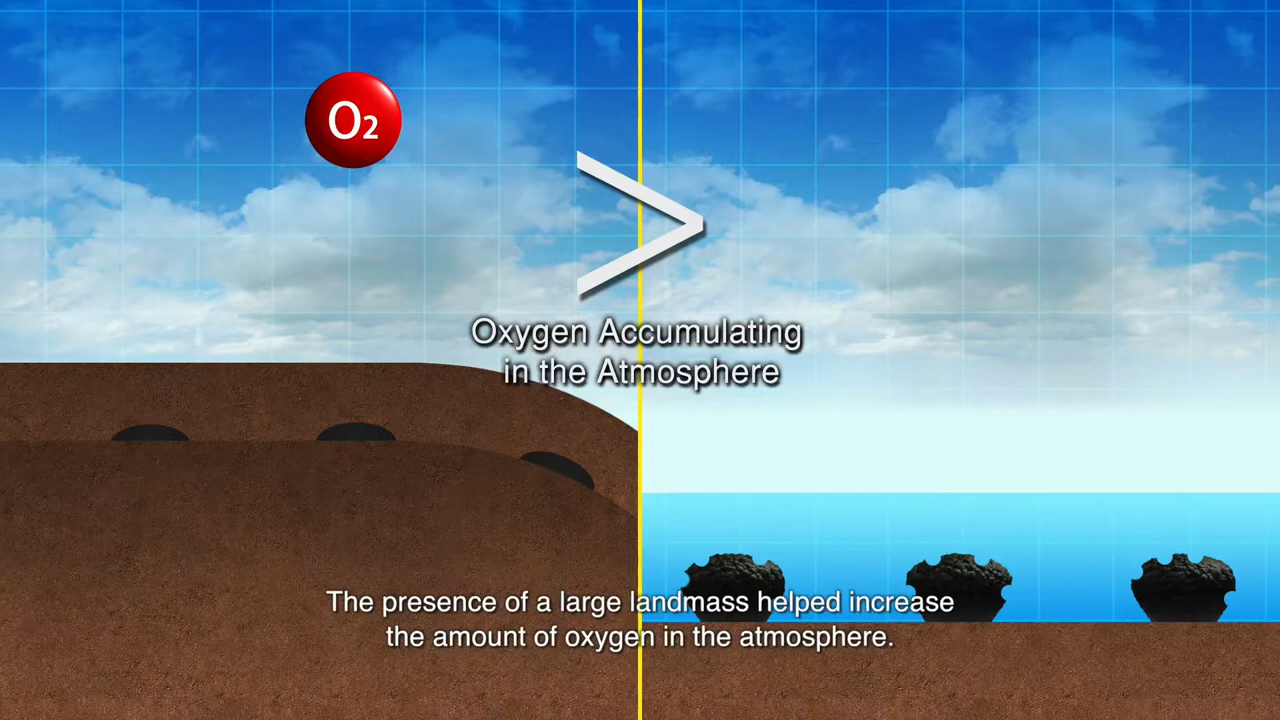 O2
>
Oxygen Accumulating
in the Atmosphere
The presence of a large landmass helped increase
the amount of oxygen in the atmosphere.